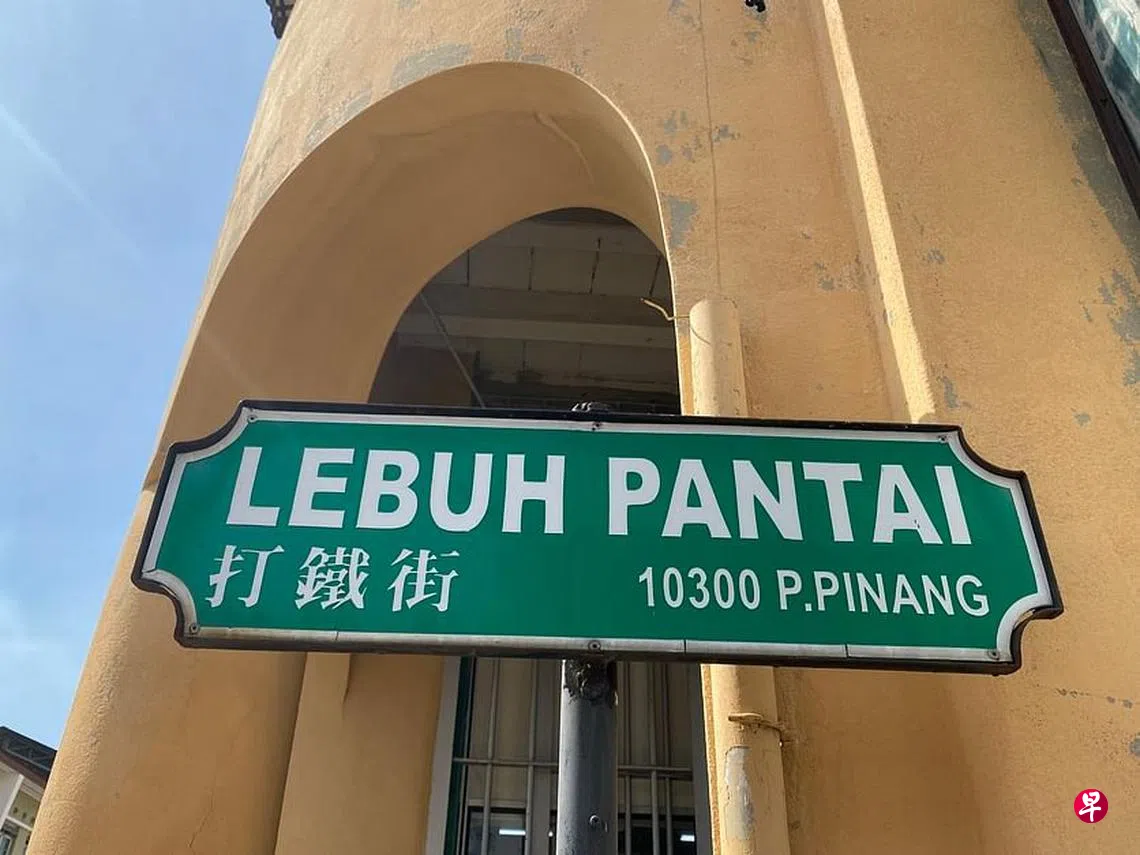 LEBUH PANTAI
打鐵街
10300 P.PINANG
早